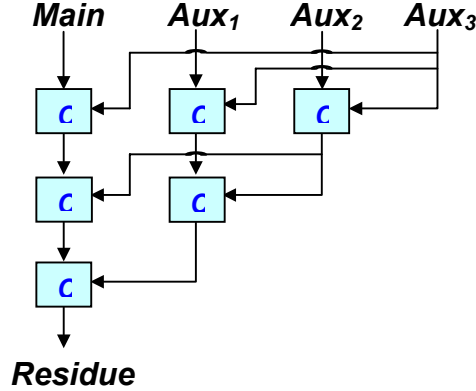 Main Aux₁ Aux₂ Aux₃
C C C
C C
C
Residue